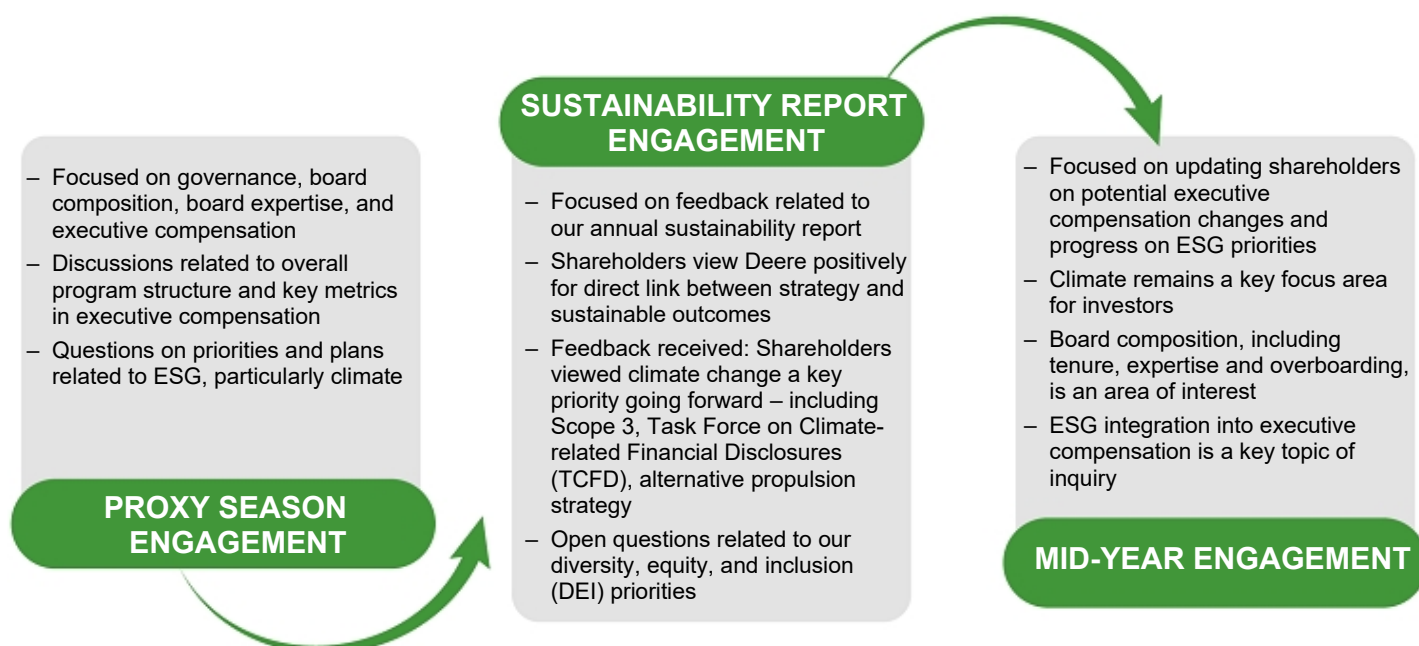 – Focused on governance, board
composition, board expertise, and
executive compensation
– Discussions related to overall
program structure and key metrics
in executive compensation
– Questions on priorities and plans
related to ESG, particularly climate
PROXY SEASON
ENGAGEMENT
SUSTAINABILITY REPORT
ENGAGEMENT
– Focused on feedback related to
our annual sustainability report
– Shareholders view Deere positively
for direct link between strategy and
sustainable outcomes
– Feedback received: Shareholders
viewed climate change a key
priority going forward – including
Scope 3, Task Force on Climate-
related Financial Disclosures
(TCFD), alternative propulsion
strategy
– Open questions related to our
diversity, equity, and inclusion
(DEI) priorities
– Focused on updating shareholders
on potential executive
compensation changes and
progress on ESG priorities
– Climate remains a key focus area
for investors
– Board composition, including
tenure, expertise and overboarding,
is an area of interest
– ESG integration into executive
compensation is a key topic of
inquiry
MID-YEAR ENGAGEMENT